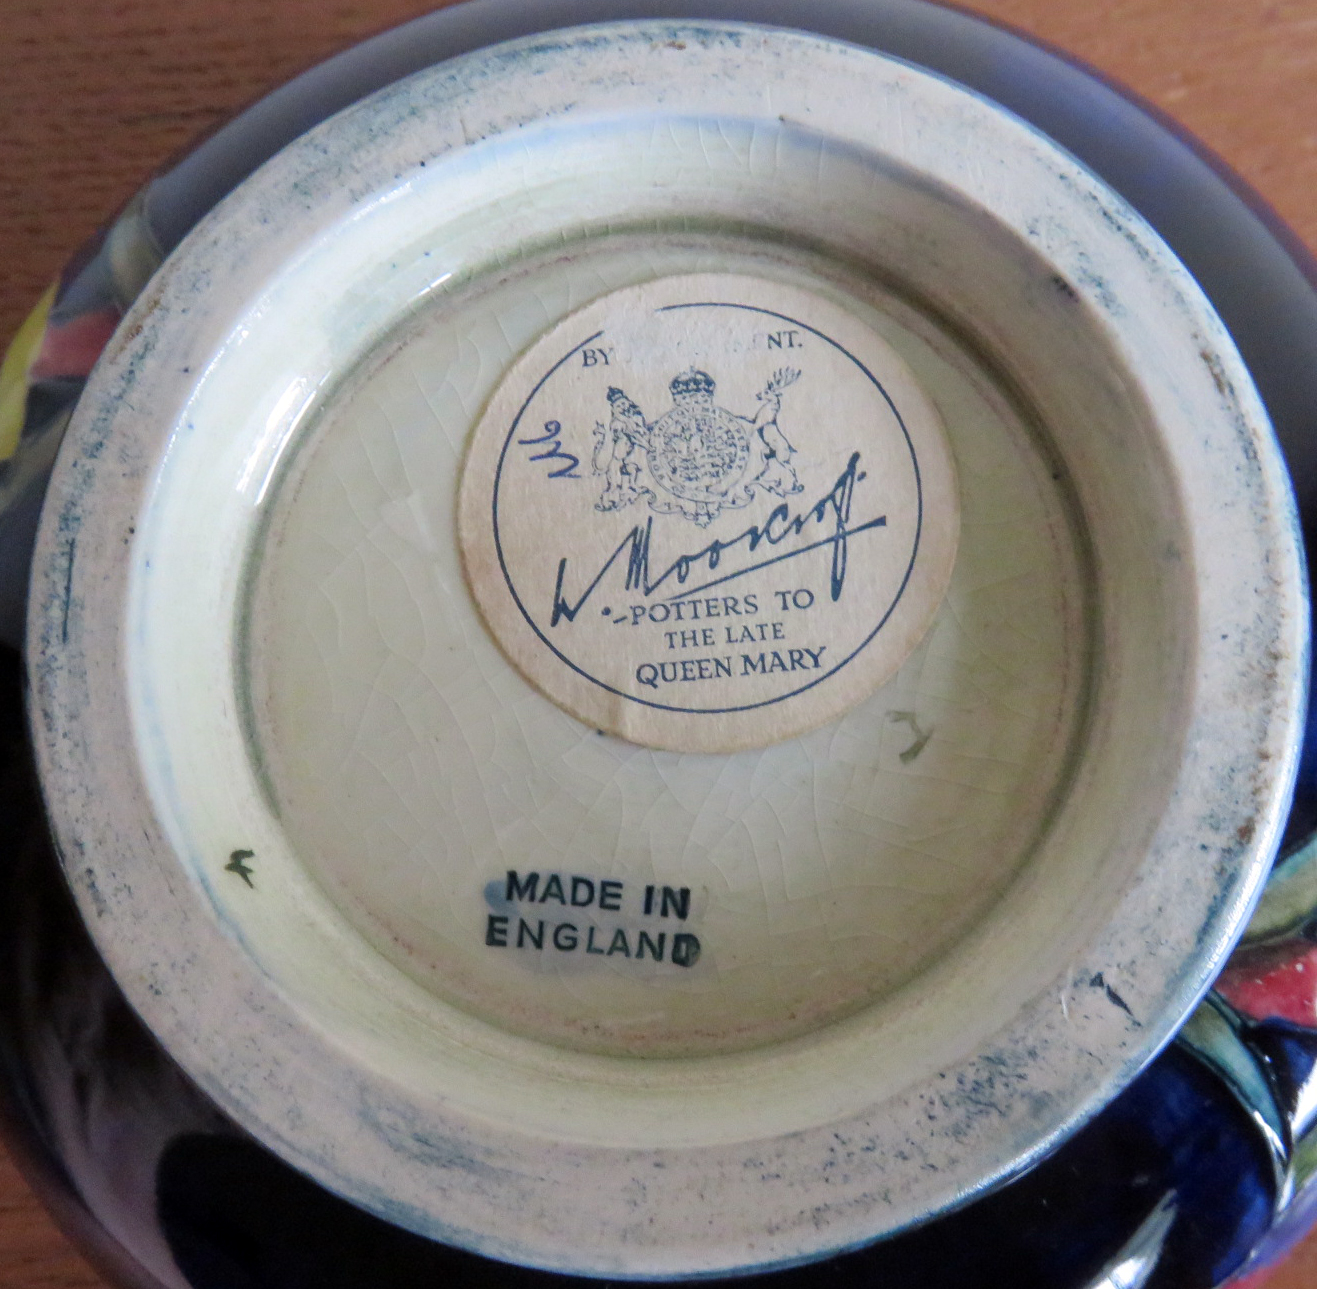 BY NT.
W. Moorcroft
POTTERS TO
THE LATE
QUEEN MARY
MADE IN
ENGLAND